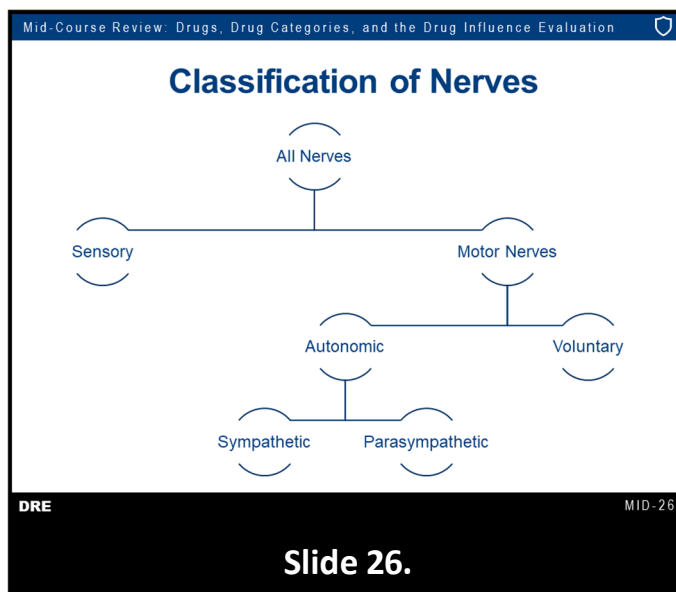 Mid-Course Review: Drugs, Drug Categories, and the Drug Influence Evaluation
Classification of Nerves
All Nerves
Sensory
Motor Nerves
Autonomic
Voluntary
Sympathetic
Parasympathetic
DRE
MID-26
Slide 26.